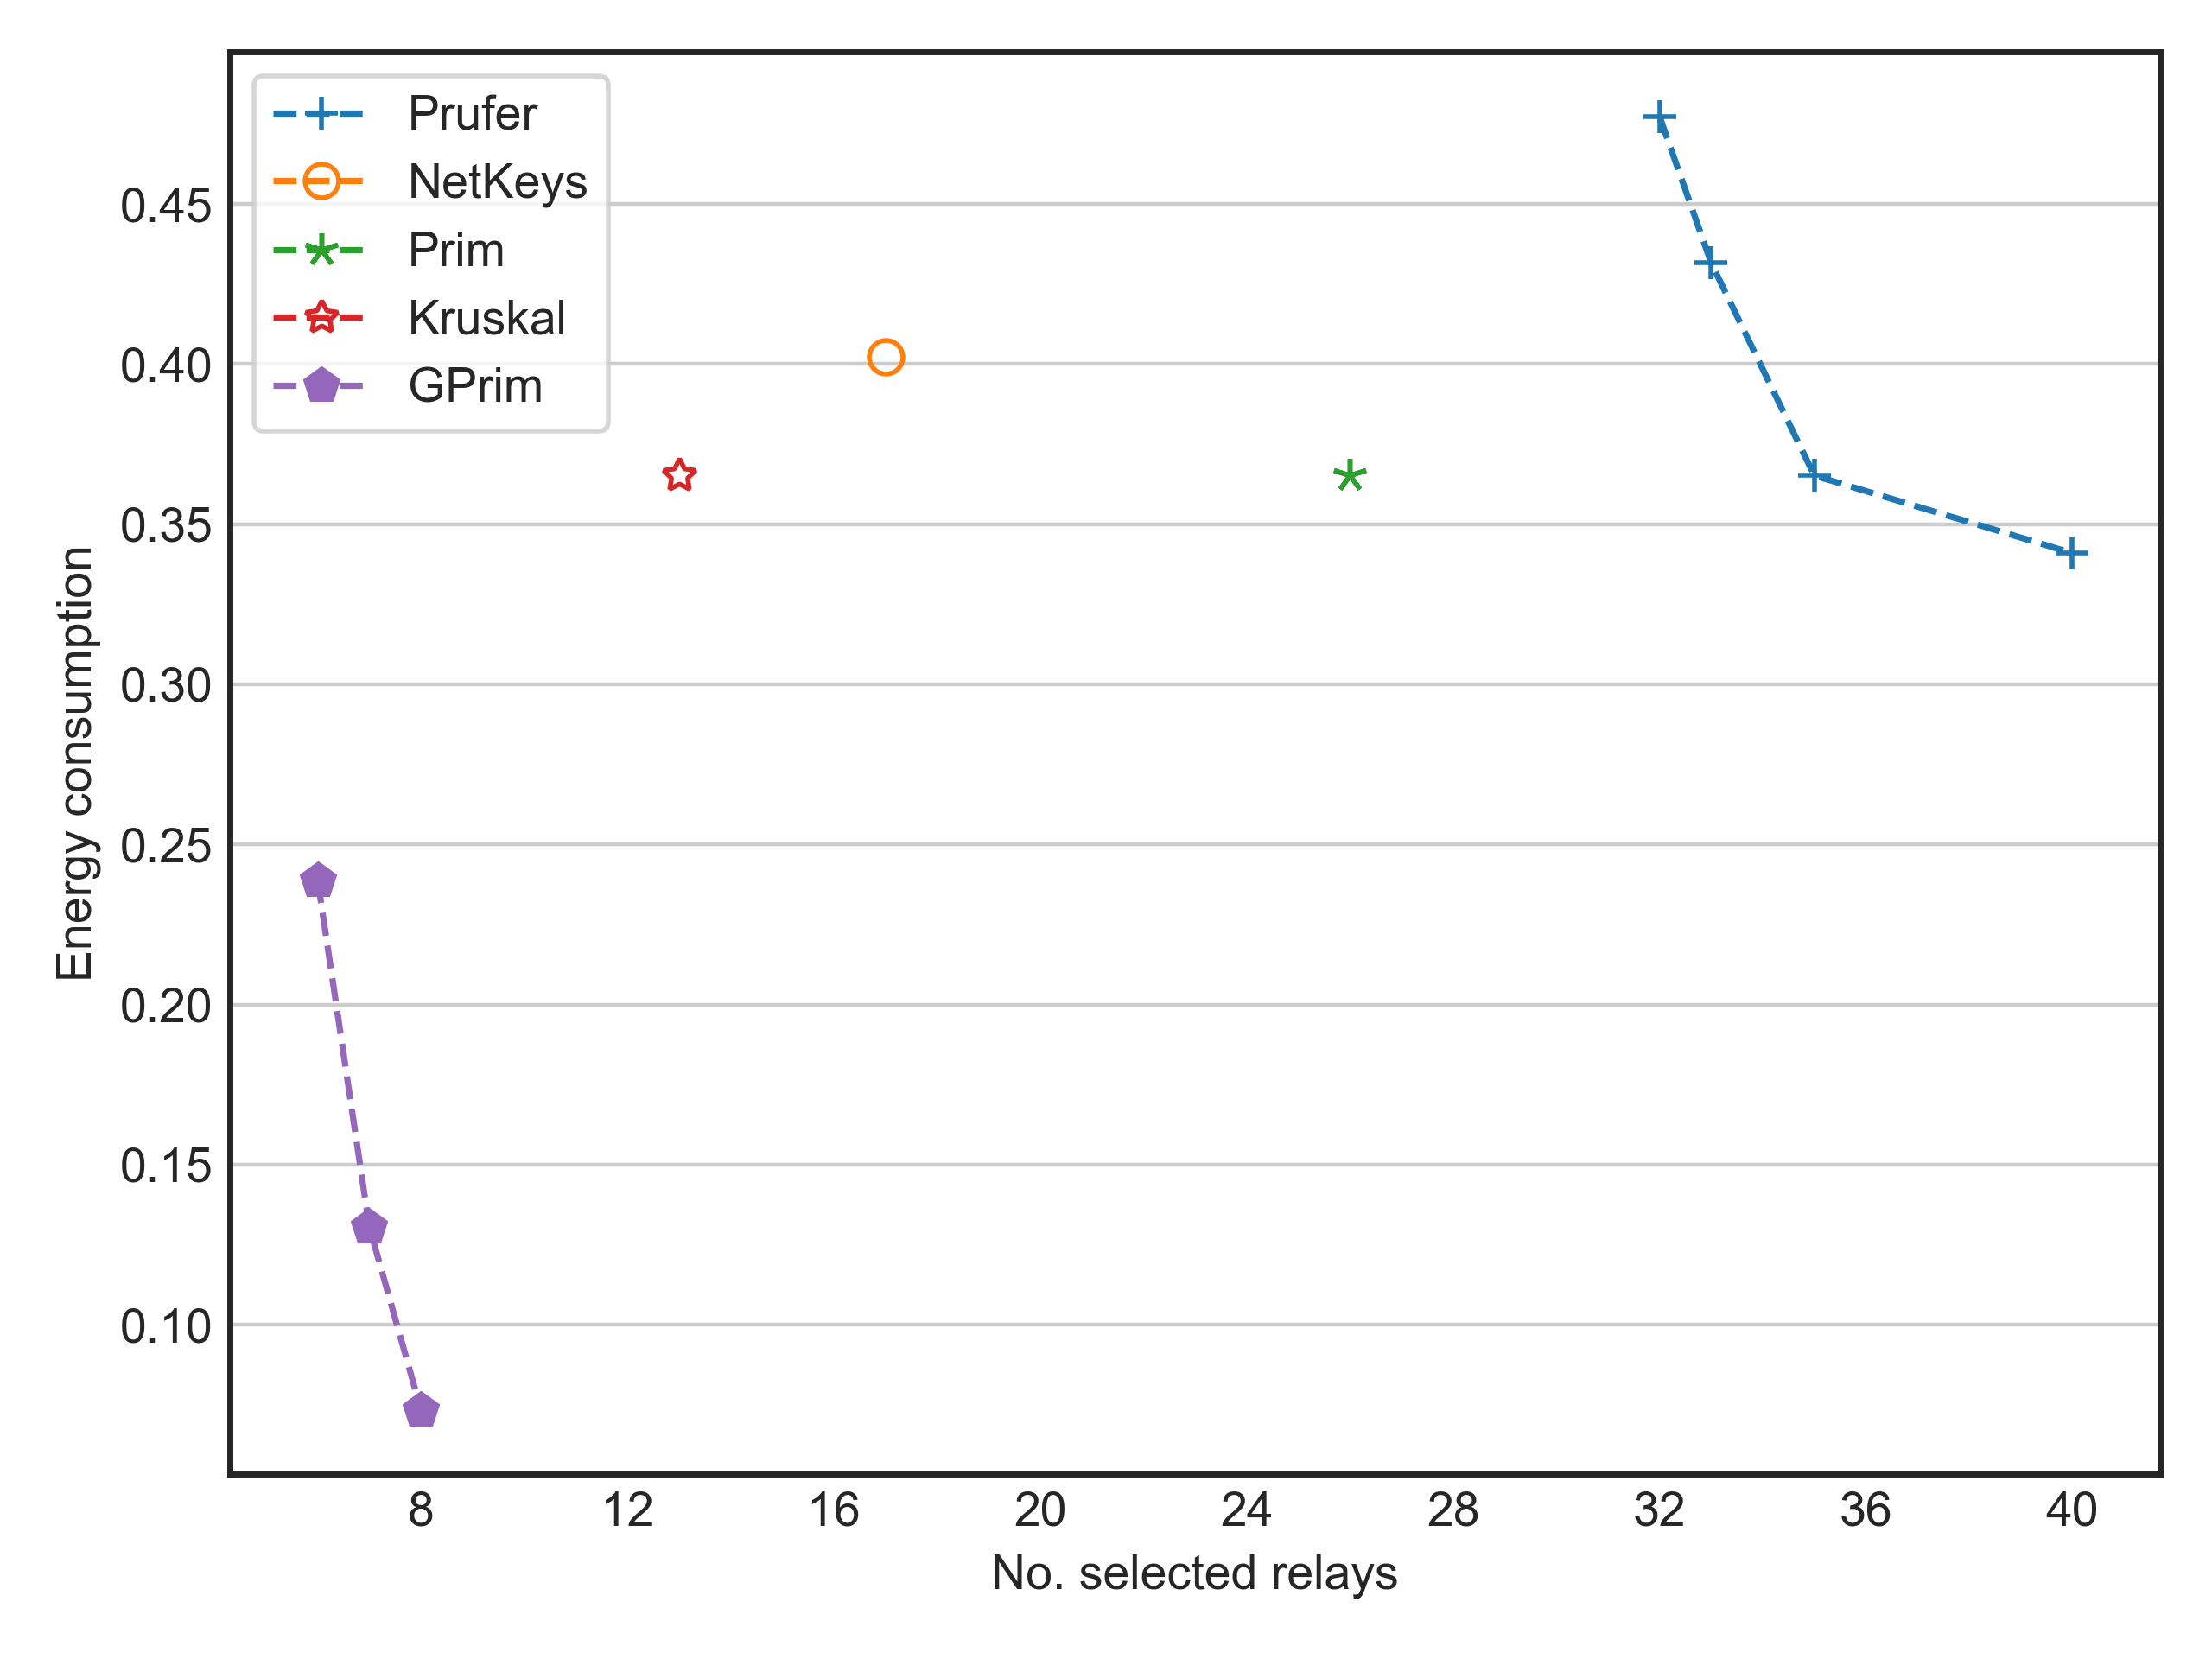 Prufer
NetKeys
Prim
Kruskal
GPrim
0.45
0.40
0.35
0.30
0.25
0.20
0.15
0.10
Energy consumption
8 12 16 20 24 28 32 36 40
No. selected relays